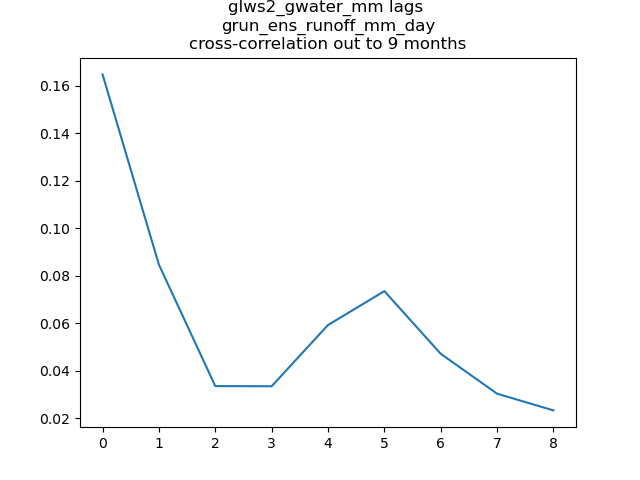 glws2_gwater_mm lags
grun_ens_runoff_mm_day
cross-correlation out to 9 months
0.16
0.14
0.12
0.10
0.08
0.06
0.04
0.02
0 1 2 3 4 5 6 7 8